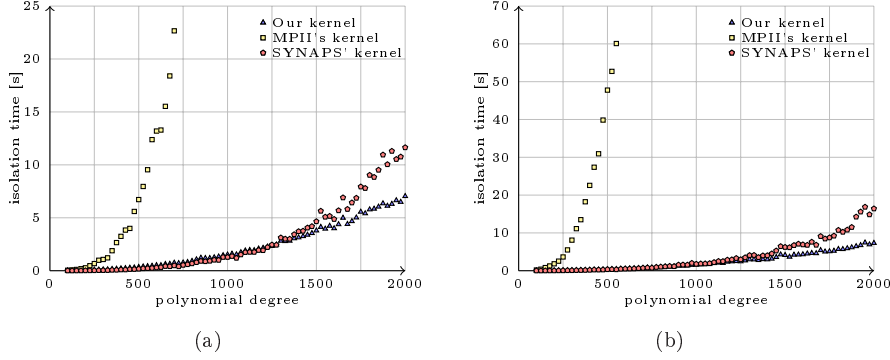 25
20
15
10
5
0
isolation time [s]
Our kernel
MPII's kernel
SYNAPS' kernel
0
500
1000
1500
2000
polynomial degree
(a)
70
60
50
40
30
20
10
0
isolation time [s]
Our kernel
MPII's kernel
SYNAPS' kernel
0
500
1000
1500
2000
polynomial degree
(b)